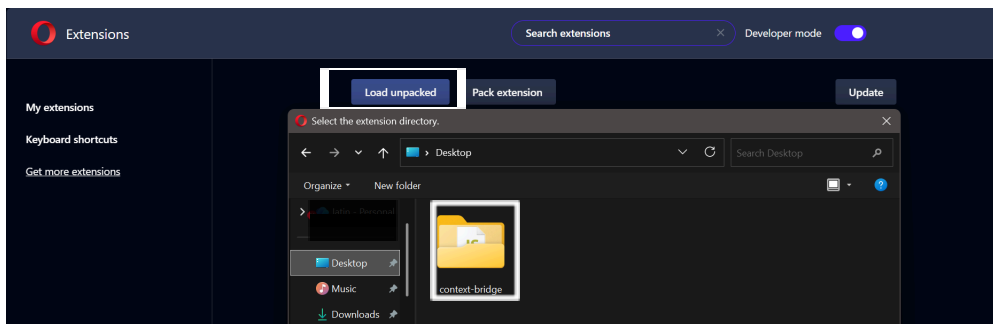 Extensions
Search extensions
Developer mode
Load unpacked
Pack extension
Update
My extensions
Keyboard shortcuts
Get more extensions
Select the extension directory.
Desktop
Search Desktop
Organize
New folder
Personal
Desktop
Music
Downloads
context-bridge